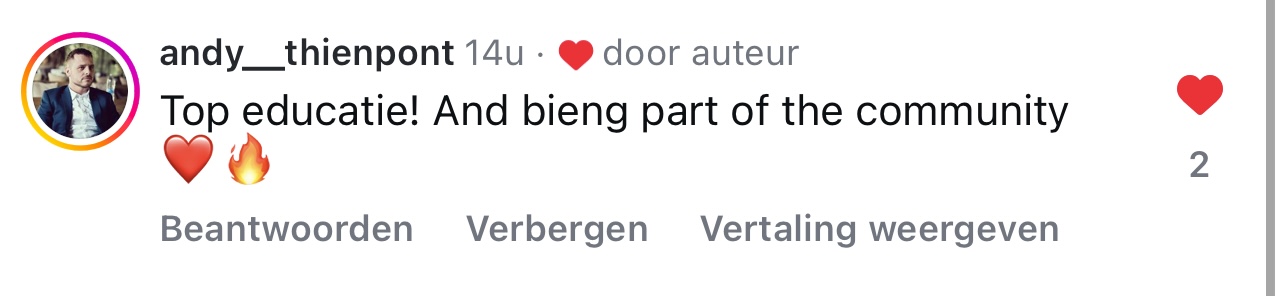 andy__thienpont 14u · ❤️ door auteur
Top educatie! And bieng part of the community
❤️🔥
2
Beantwoorden Verbergen Vertaling weergeven